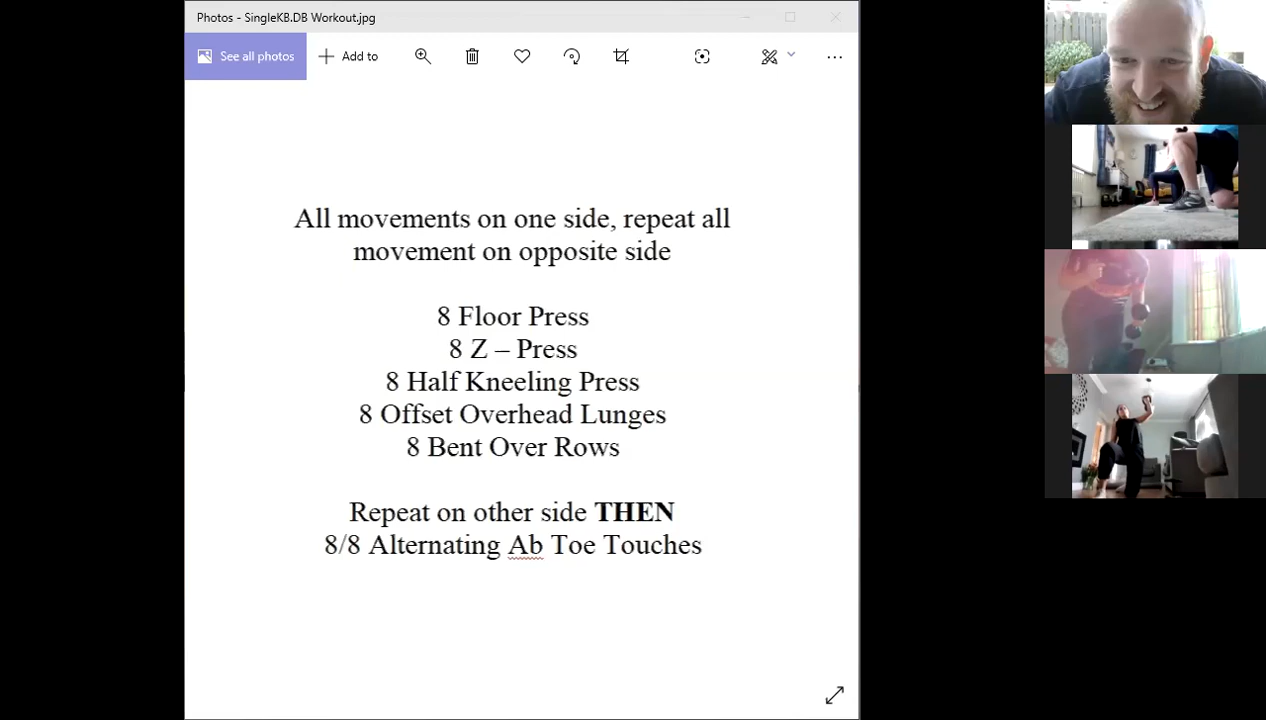 Photos - SingleKB.DB Workout.jpg
See all photos
Add to
All movements on one side, repeat all
movement on opposite side
8 Floor Press
8 Z – Press
8 Half Kneeling Press
8 Offset Overhead Lunges
8 Bent Over Rows
Repeat on other side THEN
8/8 Alternating Ab Toe Touches